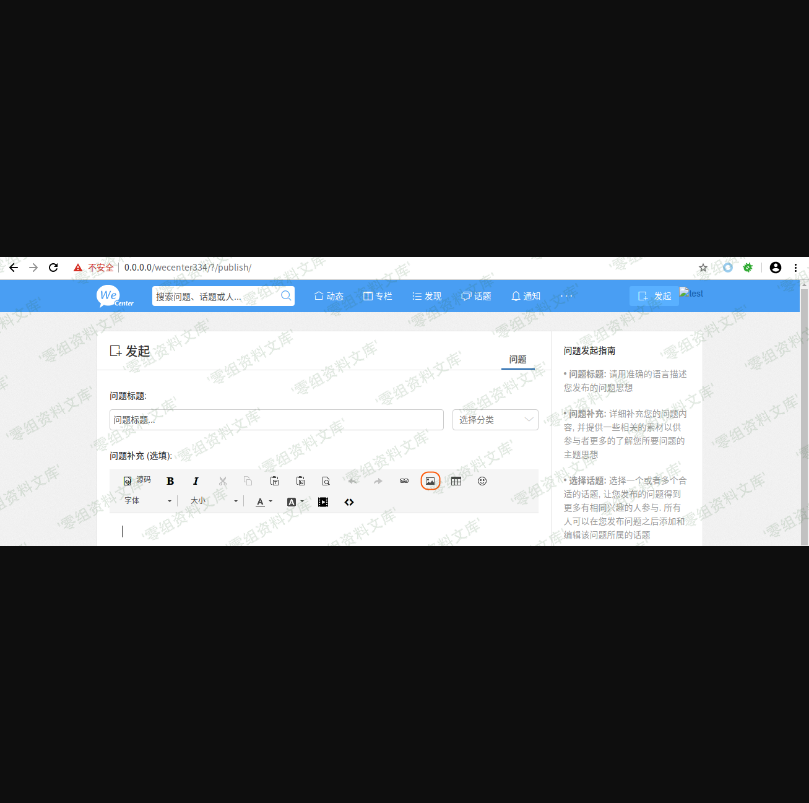 不安全 | 0.0.0.0/wecenter334/?/publish/
We Center 搜索问题、话题或人... 动态 专栏 发现 话题 通知 ··· 发起 test
发起
问题
问题标题:
问题标题... 选择分类
问题补充 (选填):
源码 B I
字体 大小 A A
问题发起指南
• 问题标题: 请用准确的语言描述
您发布的问题思想
• 问题补充: 详细补充您的问题内
容, 并提供一些相关的素材以供
参与者更多的了解您所要问题的
主题思想
• 选择话题: 选择一个或者多个合
适的话题, 让您发布的问题得到
更多有相同兴趣的人参与. 所有
人可以在您发布问题之后添加和
编辑该问题所属的话题
'零组资料文库'